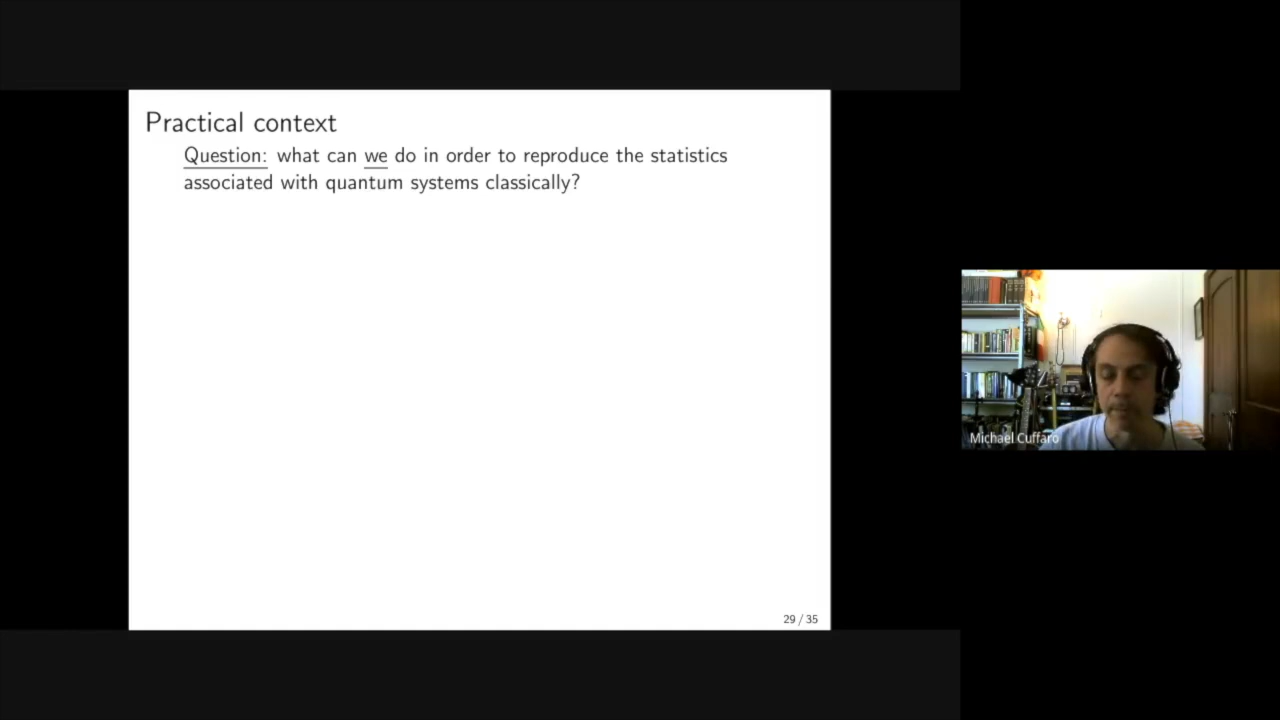 Practical context
Question: what can we do in order to reproduce the statistics
associated with quantum systems classically?
29 / 35
Michael Cuffaro